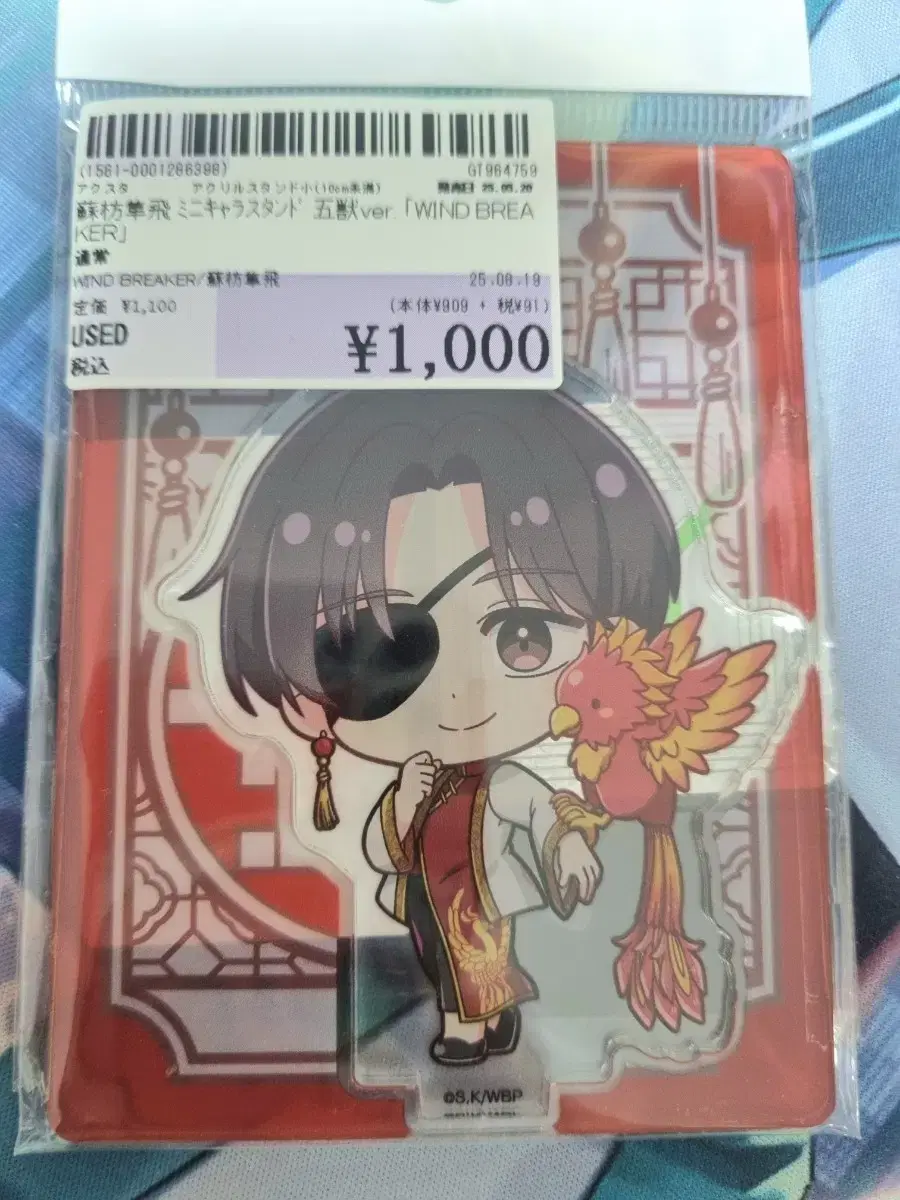 (1561-0001286398) GT964759
アクスタ アクリルスタンド小(10cm未満) 発売日 25.05.20
蘇枋隼飛 ミニキャラスタンド 五獣ver.「WIND BREA
KER」
通常
WIND BREAKER/蘇枋隼飛 25.08.19
定価 ¥1,100 (本体¥909 + 税¥91)
USED ¥1,000
税込
©S.K/WBP